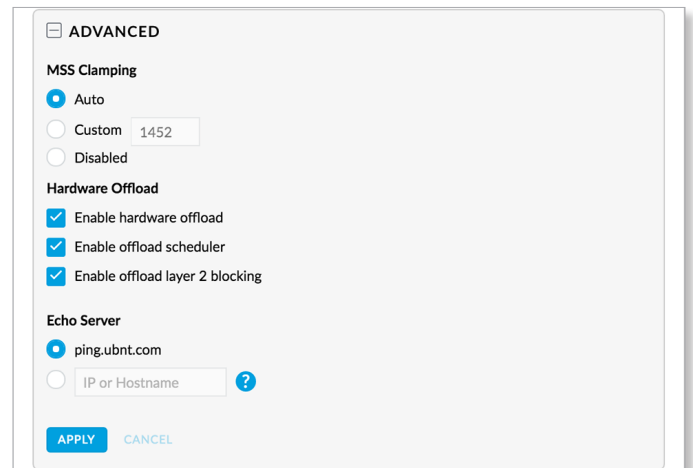 ADVANCED
MSS Clamping
Auto
Custom 1452
Disabled
Hardware Offload
Enable hardware offload
Enable offload scheduler
Enable offload layer 2 blocking
Echo Server
ping.ubnt.com
IP or Hostname ?
APPLY CANCEL